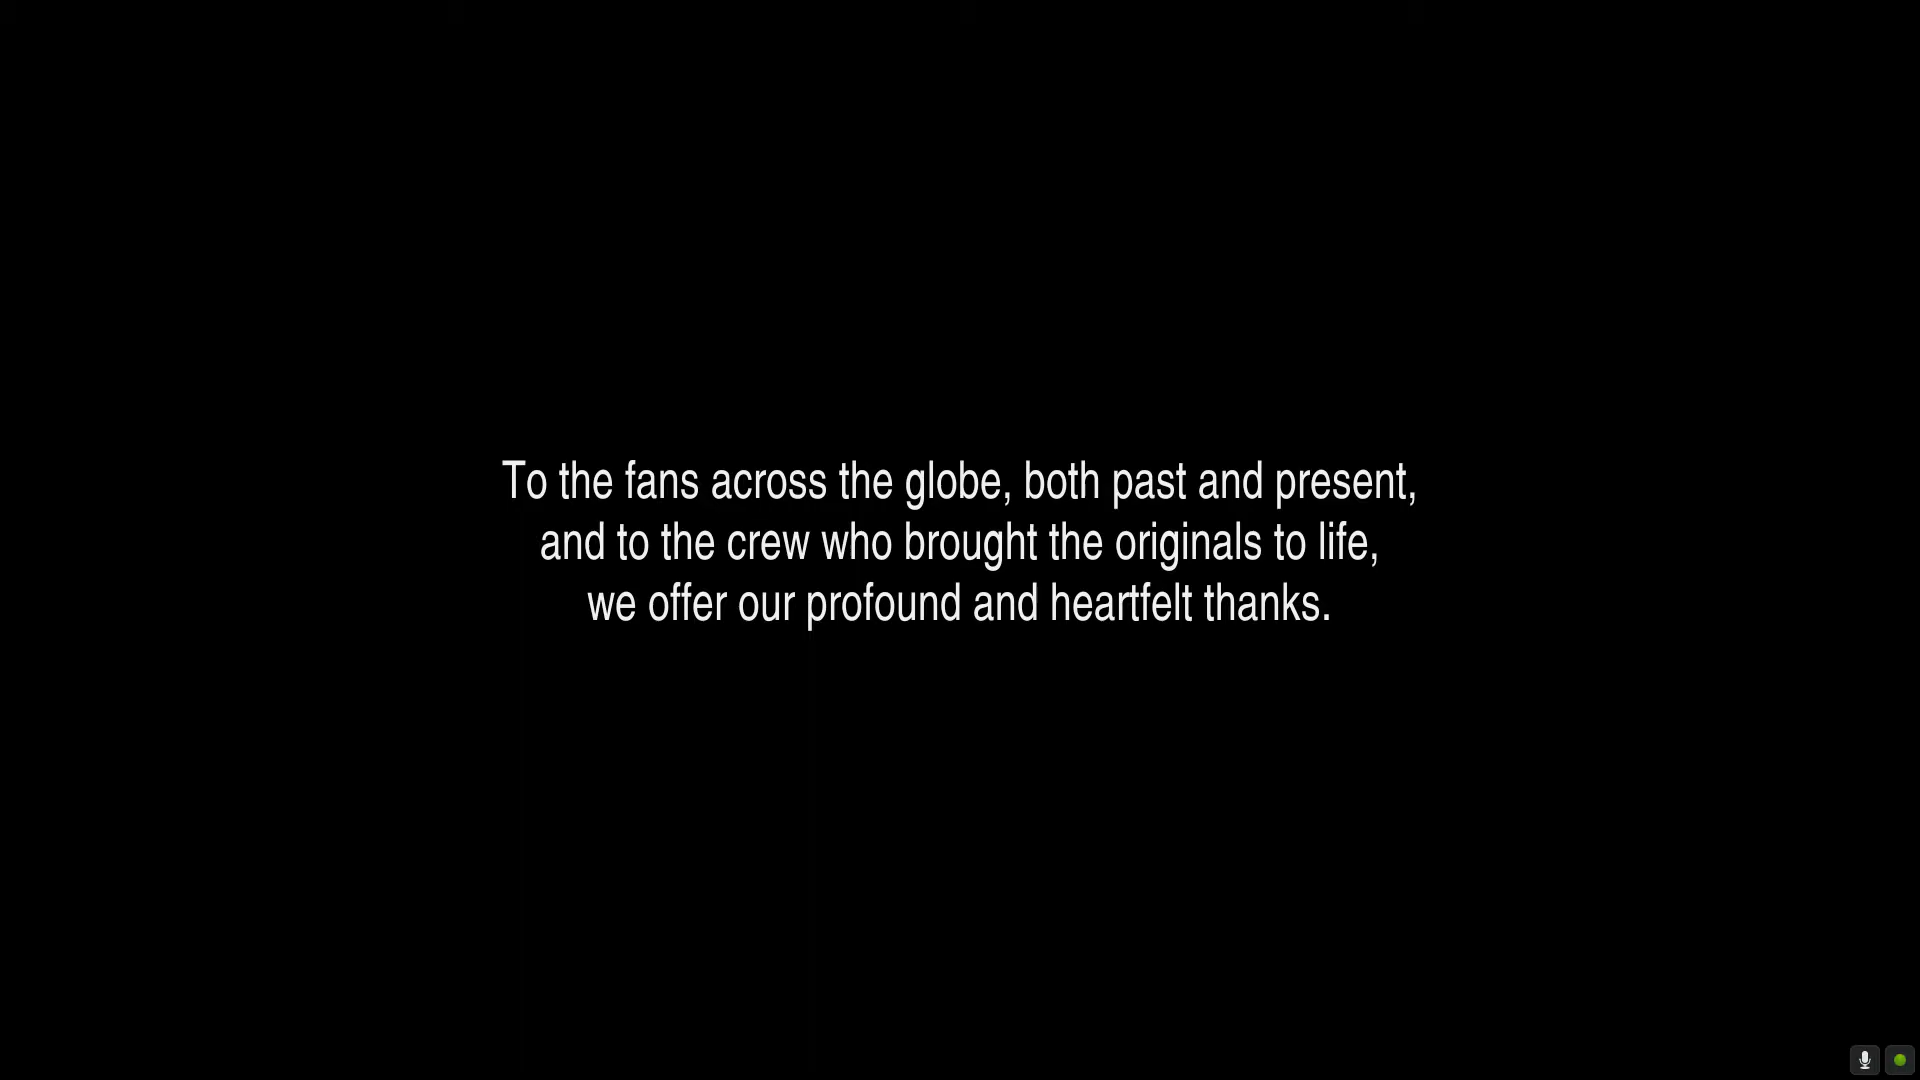 To the fans across the globe, both past and present,
and to the crew who brought the originals to life,
we offer our profound and heartfelt thanks.